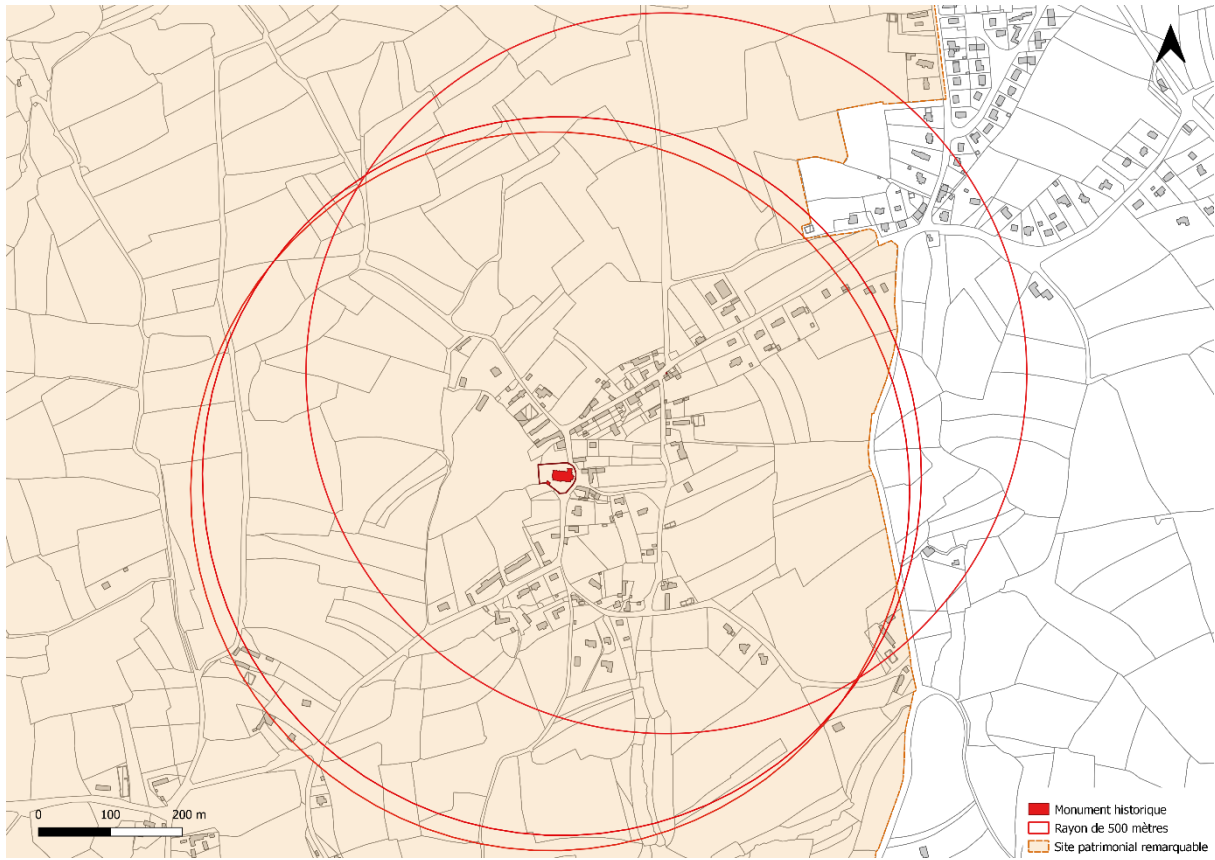 0 100 200 m
Monument historique
Rayon de 500 mètres
Site patrimonial remarquable